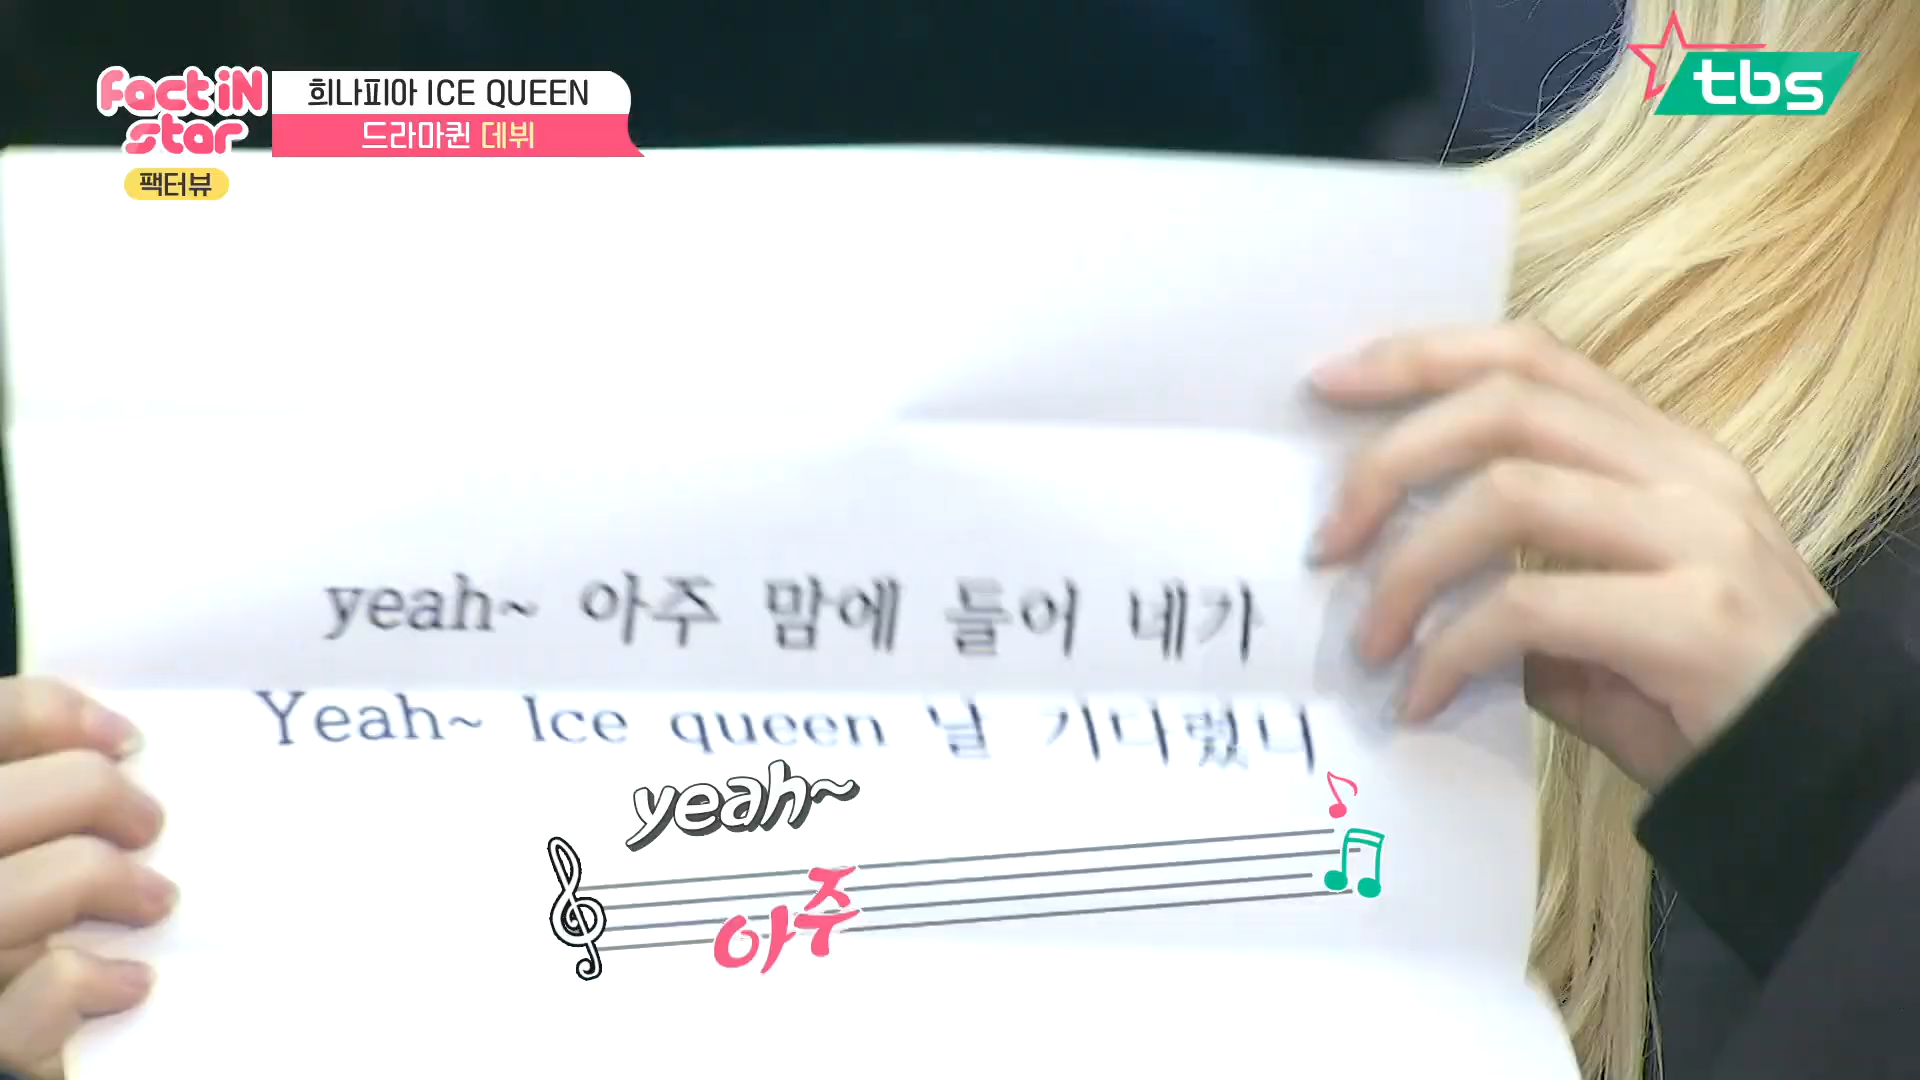 Fact iN
star
팩터뷰
희나피아 ICE QUEEN
드라마퀸 데뷔
tbs
yeah~ 아주 맘에 들어 네가
Yeah~ Ice queen 날 기다렸니
yeah~
아주